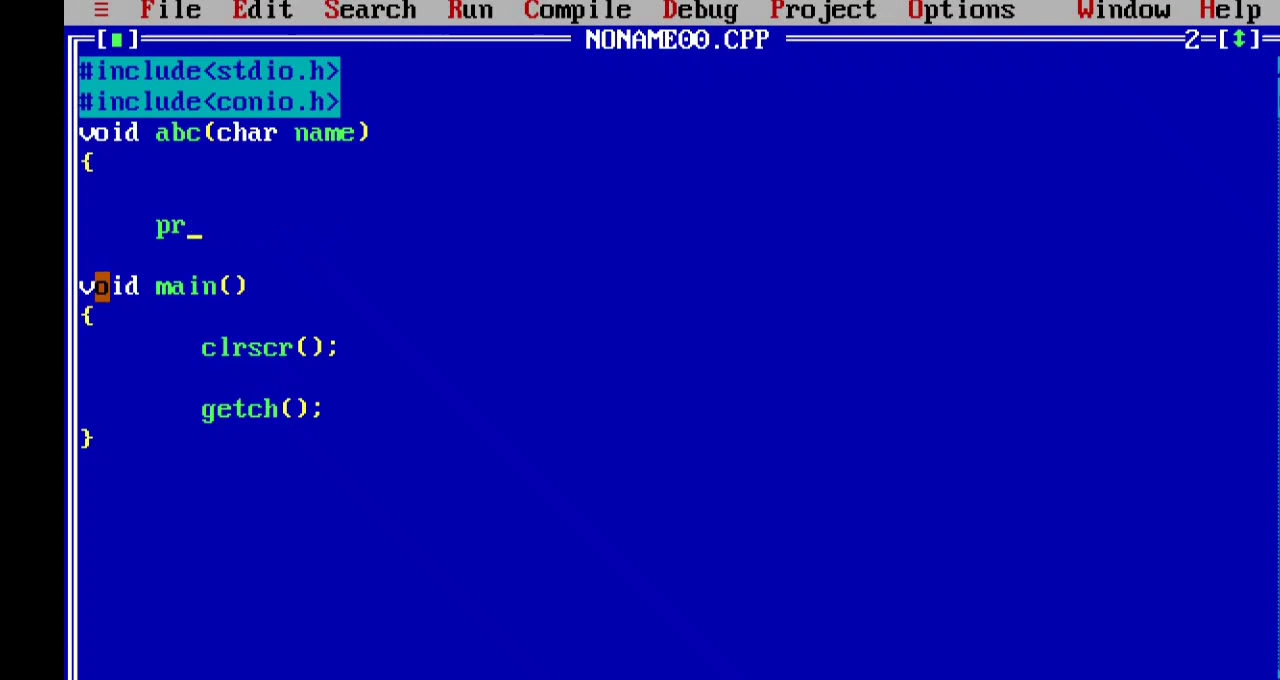 ≡ File Edit Search Run Compile Debug Project Options Window Help
[■] NONAME00.CPP 2=[↕]
#include<stdio.h>
#include<conio.h>
void abc(char name)
{
pr_
void main()
{
clrscr();
getch();
}